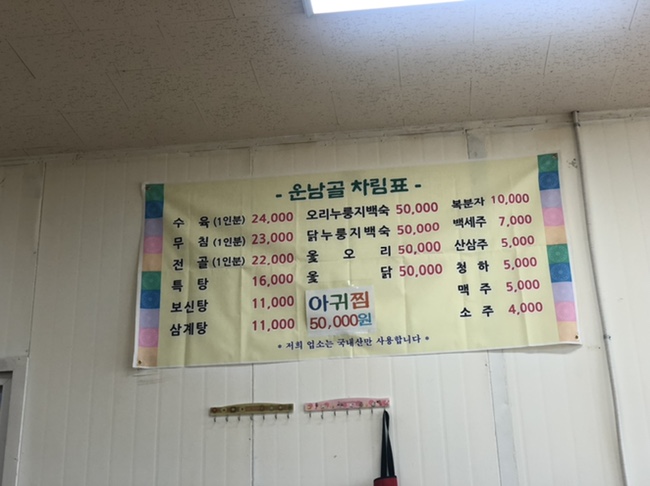 - 운남골 차림표 -
수 육 (1인분) 24,000
무 침 (1인분) 23,000
전 골 (1인분) 22,000
특 탕 16,000
보신탕 11,000
삼계탕 11,000
오리누룽지백숙 50,000
닭누룽지백숙 50,000
옻 오 리 50,000
옻 닭 50,000
아귀찜
50,000원
복분자 10,000
백세주 7,000
산삼주 5,000
청 하 5,000
맥 주 5,000
소 주 4,000
* 저희 업소는 국내산만 사용합니다 *